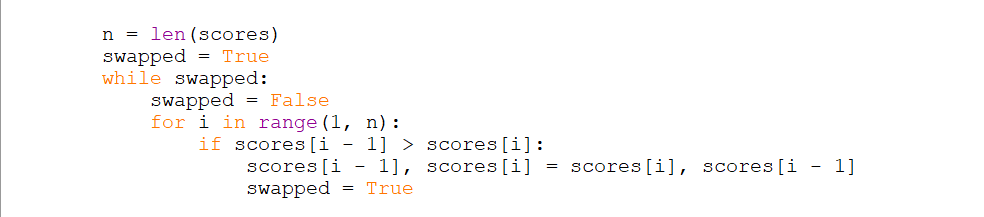 n = len(scores)
swapped = True
while swapped:
    swapped = False
    for i in range(1, n):
        if scores[i - 1] > scores[i]:
            scores[i - 1], scores[i] = scores[i], scores[i - 1]
            swapped = True